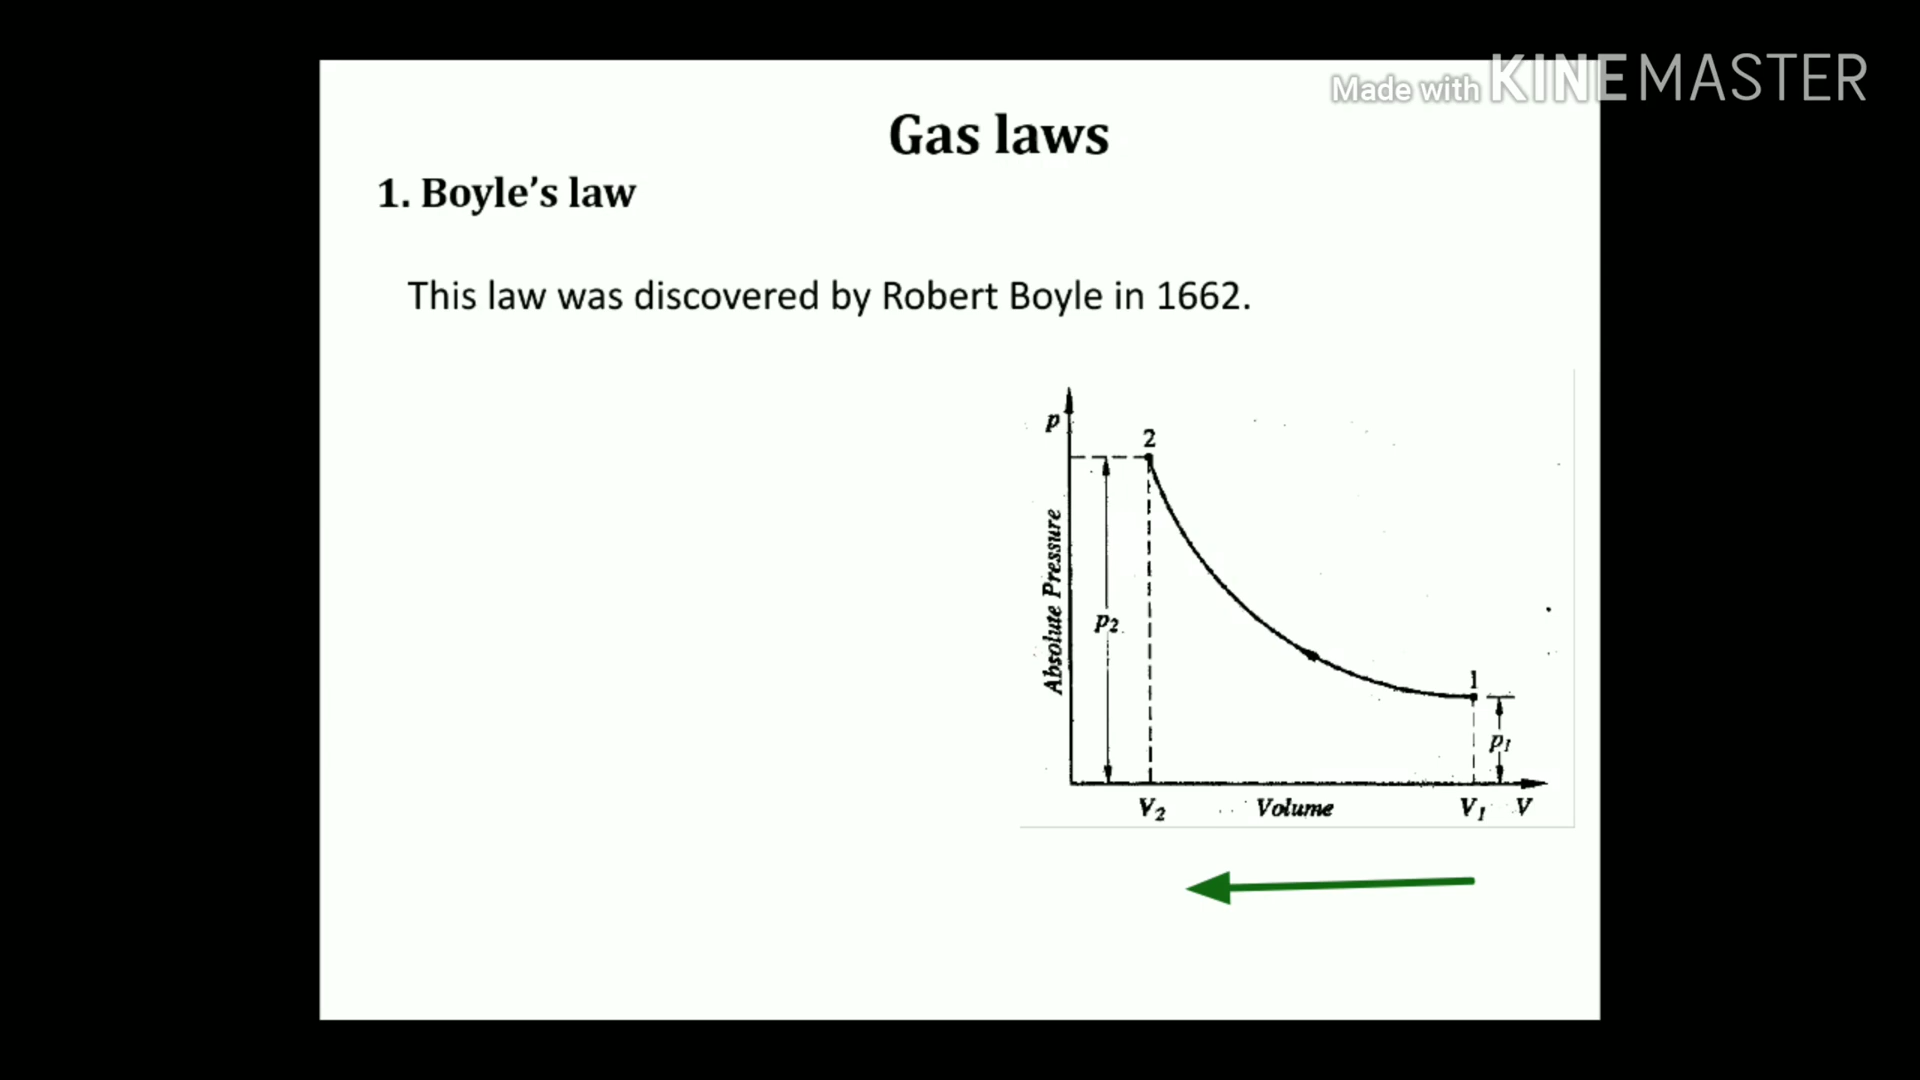 Made with KINEMASTER
Gas laws
1. Boyle’s law
This law was discovered by Robert Boyle in 1662.
p
2
Absolute Pressure
p2
1
p1
V2 Volume V1 V